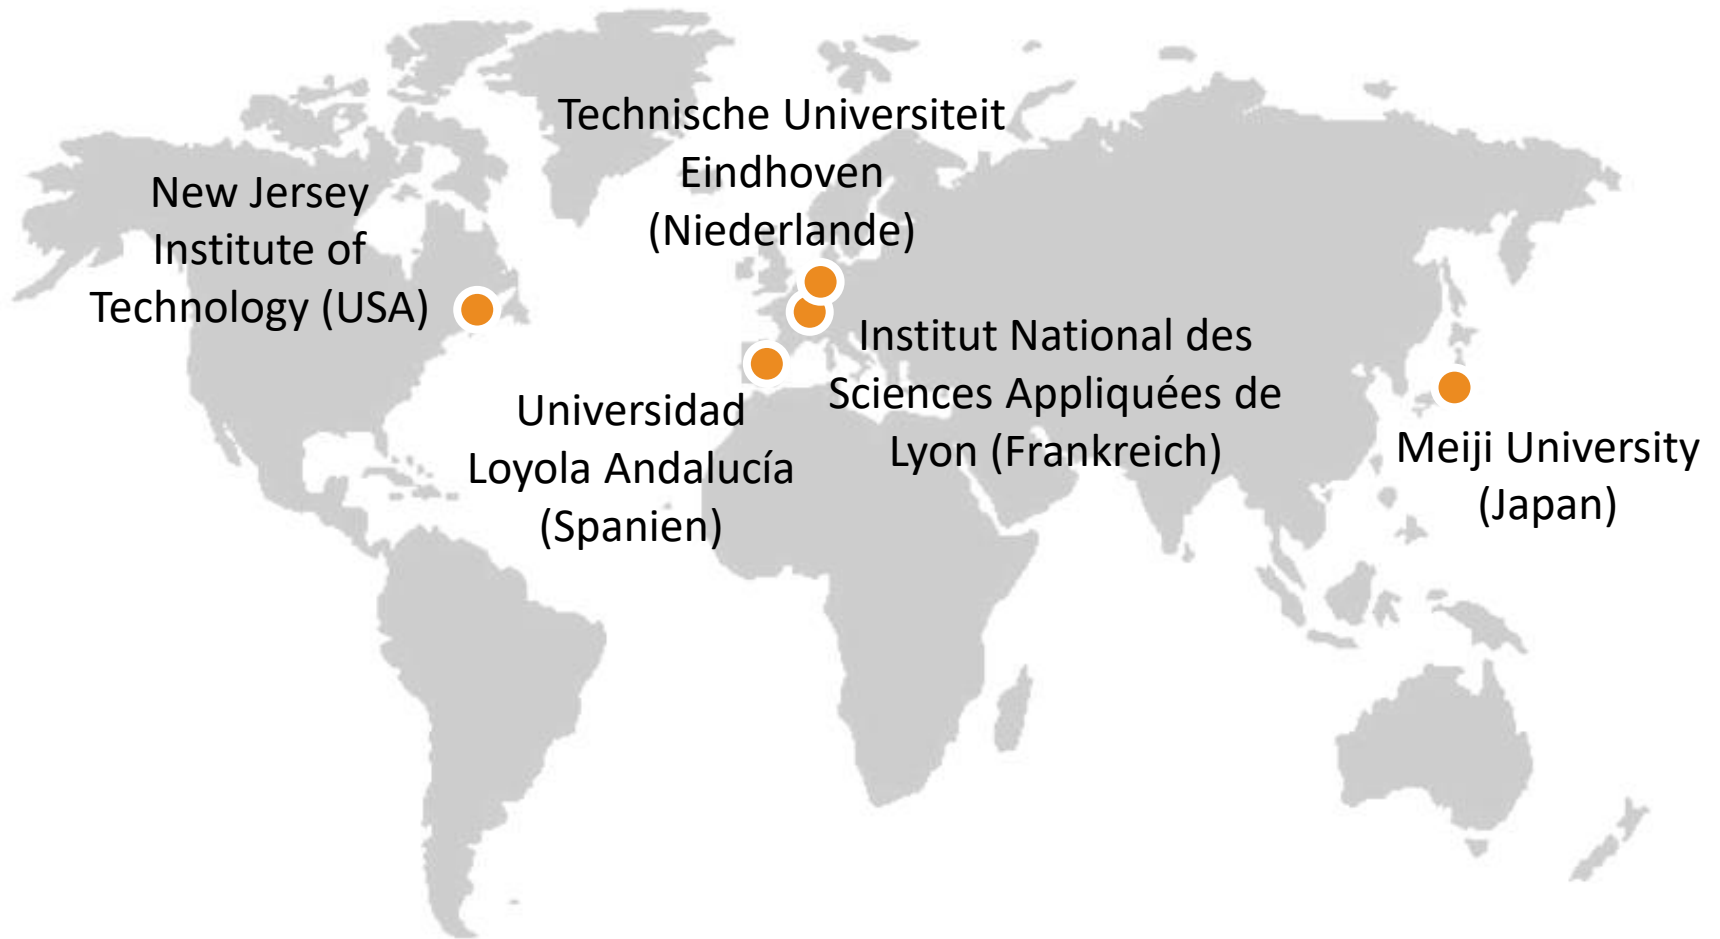 Technische Universiteit
Eindhoven
(Niederlande)
New Jersey
Institute of
Technology (USA)
Institut National des
Sciences Appliquées de
Lyon (Frankreich)
Universidad
Loyola Andalucía
(Spanien)
Meiji University
(Japan)